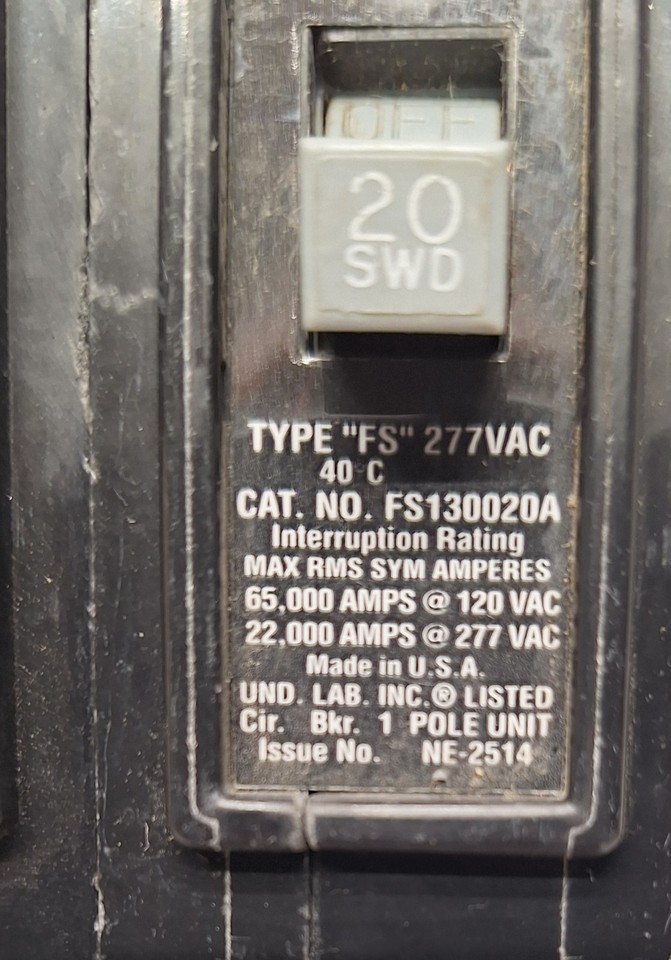 OFF
20
SWD
TYPE "FS" 277VAC
40 C
CAT. NO. FS130020A
Interruption Rating
MAX RMS SYM AMPERES
65,000 AMPS @ 120 VAC
22,000 AMPS @ 277 VAC
Made in U.S.A.
UND. LAB. INC.® LISTED
Cir. Bkr. 1 POLE UNIT
Issue No. NE-2514